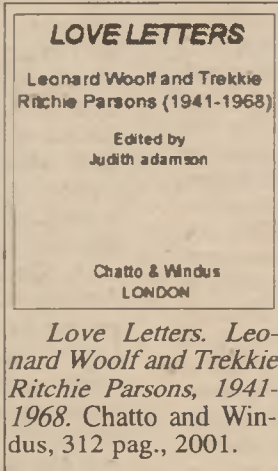 LOVE LETTERS
Leonard Woolf and Trekkie
Ritchie Parsons (1941-1968)
Edited by
Judith adamson
Chatto & Windus
LONDON
Love Letters. Leo-
nard Woolf and Trekkie
Ritchie Parsons, 1941-
1968. Chatto and Win-
dus, 312 pag., 2001.